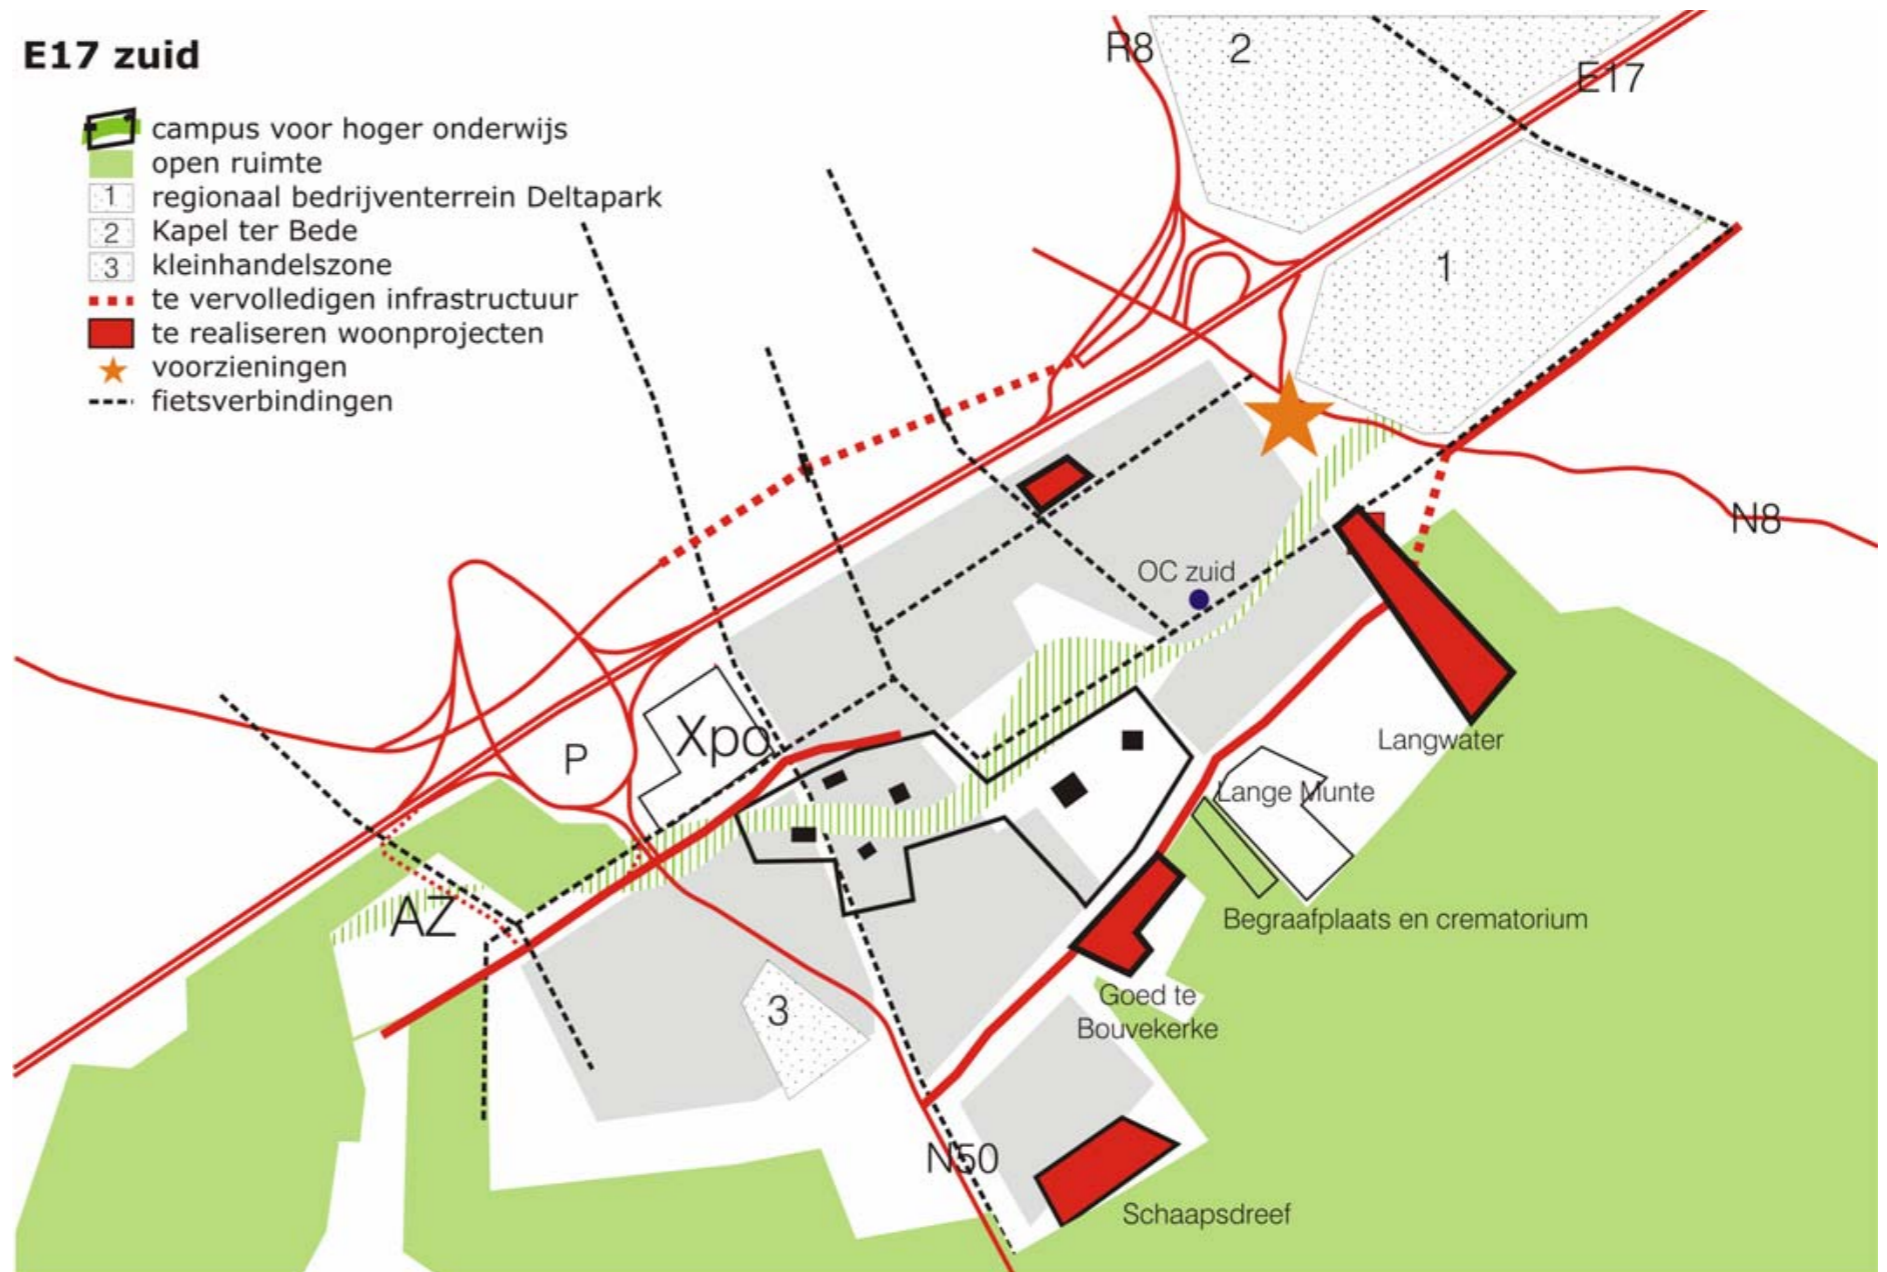 E17 zuid
campus voor hoger onderwijs
open ruimte
1 regionaal bedrijventerrein Deltapark
2 Kapel ter Bede
3 kleinhandelszone
te vervolledigen infrastructuur
te realiseren woonprojecten
voorzieningen
fietsverbindingen
R8
2
E17
1
N8
OC zuid
Xpo
P
Langwater
Lange Munte
AZ
Begraafplaats en crematorium
3
Goed te
Bouvekerke
N50
Schaapsdreef